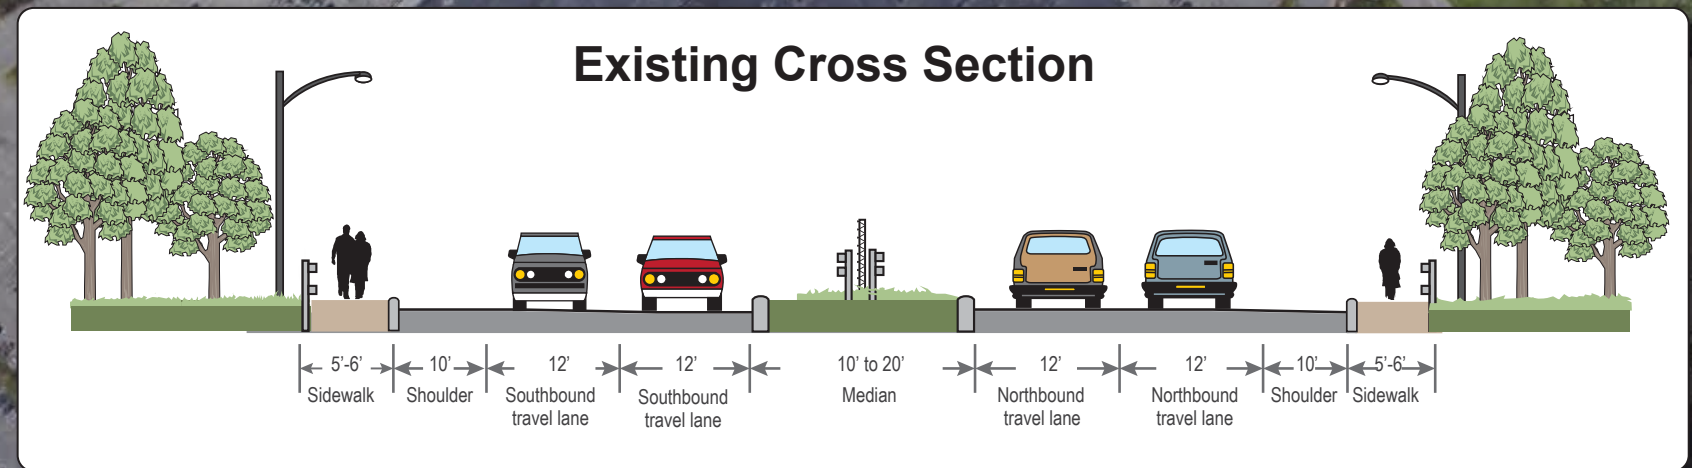 Existing Cross Section
5’-6’ 10’ 12’ 12’ 10’ to 20’ 12’ 12’ 10’ 5’-6’
Sidewalk Shoulder Southbound Southbound Median Northbound Northbound Shoulder Sidewalk
travel lane travel lane travel lane travel lane